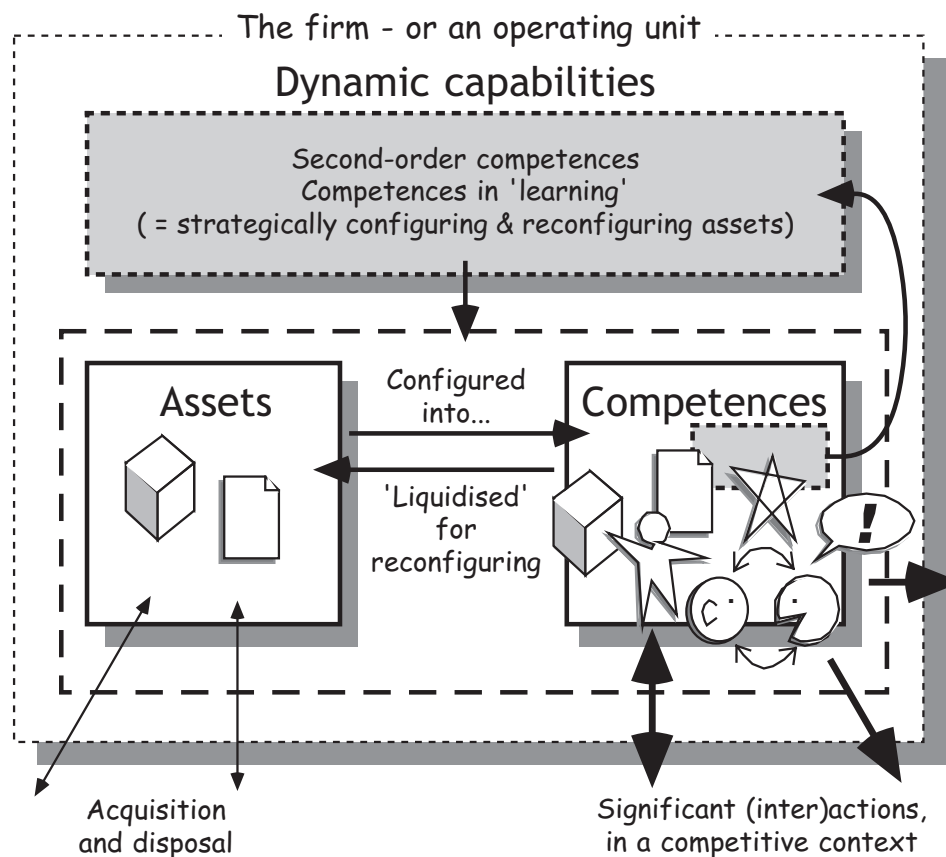 The firm - or an operating unit
Dynamic capabilities
Second-order competences
Competences in 'learning'
( = strategically configuring & reconfiguring assets)
Assets
Configured
into...
'Liquidised'
for
reconfiguring
Competences
!
Acquisition
and disposal
Significant (inter)actions,
in a competitive context